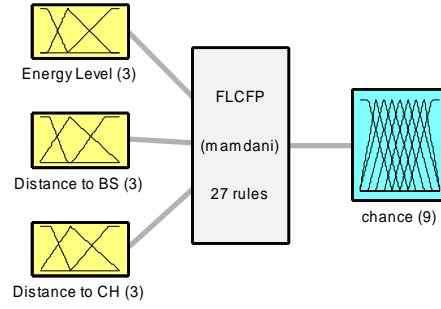 Energy Level (3)
Distance to BS (3)
Distance to CH (3)
FLCFP
(mamdani)
27 rules
chance (9)